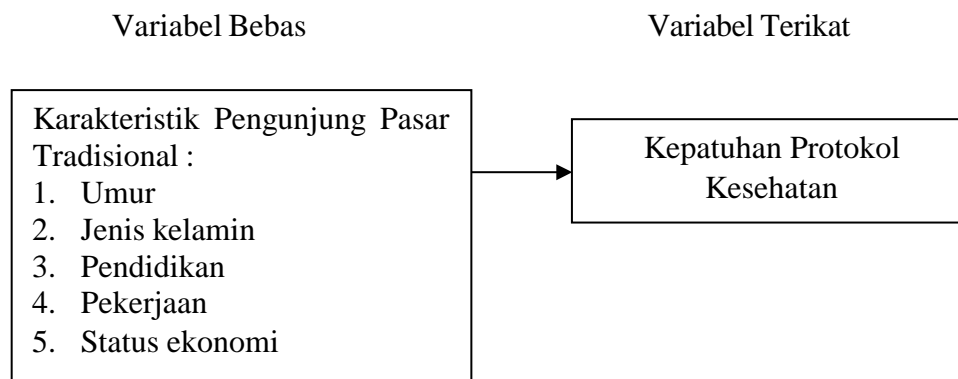 Variabel Bebas
Variabel Terikat
Karakteristik Pengunjung Pasar
Tradisional :
1. Umur
2. Jenis kelamin
3. Pendidikan
4. Pekerjaan
5. Status ekonomi
Kepatuhan Protokol
Kesehatan